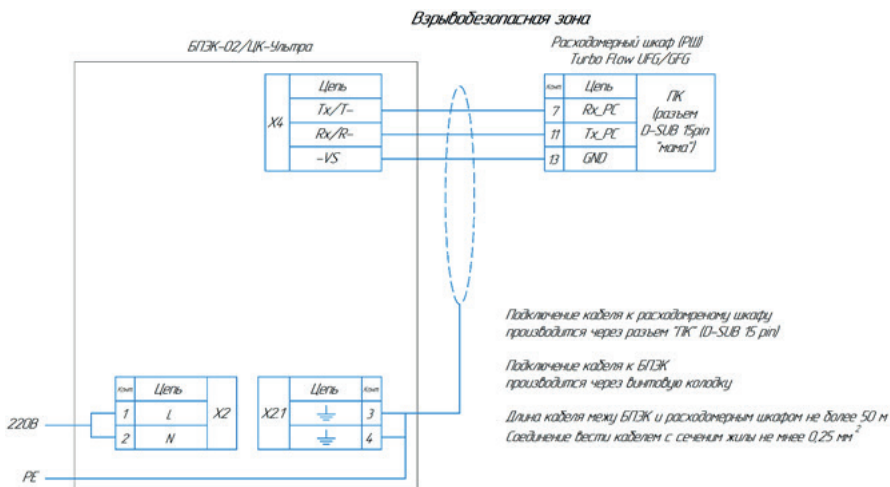 Взрывобезопасная зона
БПЭК-02/ЦК-Ультра
Расходомерный шкаф (РШ)
Turbo Flow UFG/GFG
X4
Цепь
Tx/T-
Rx/R-
-VS
Конт.
Цепь
7 Rx_PC
11 Tx_PC
13 GND
ПК
(разъем
D-SUB 15pin
"мама")
Подключение кабеля к расходомреному шкафу
производится через разъем "ПК" (D-SUB 15 pin)
Подключение кабеля к БПЭК
производится через винтовую колодку
Длина кабеля межу БПЭК и расходомерным шкафом не более 50 м
Соединение вести кабелем с сеченим жилы не мнее 0,25 мм²
220В
Конт.
Цепь
1 L
2 N
X2
X2.1
Цепь
Конт.
3
4
PE